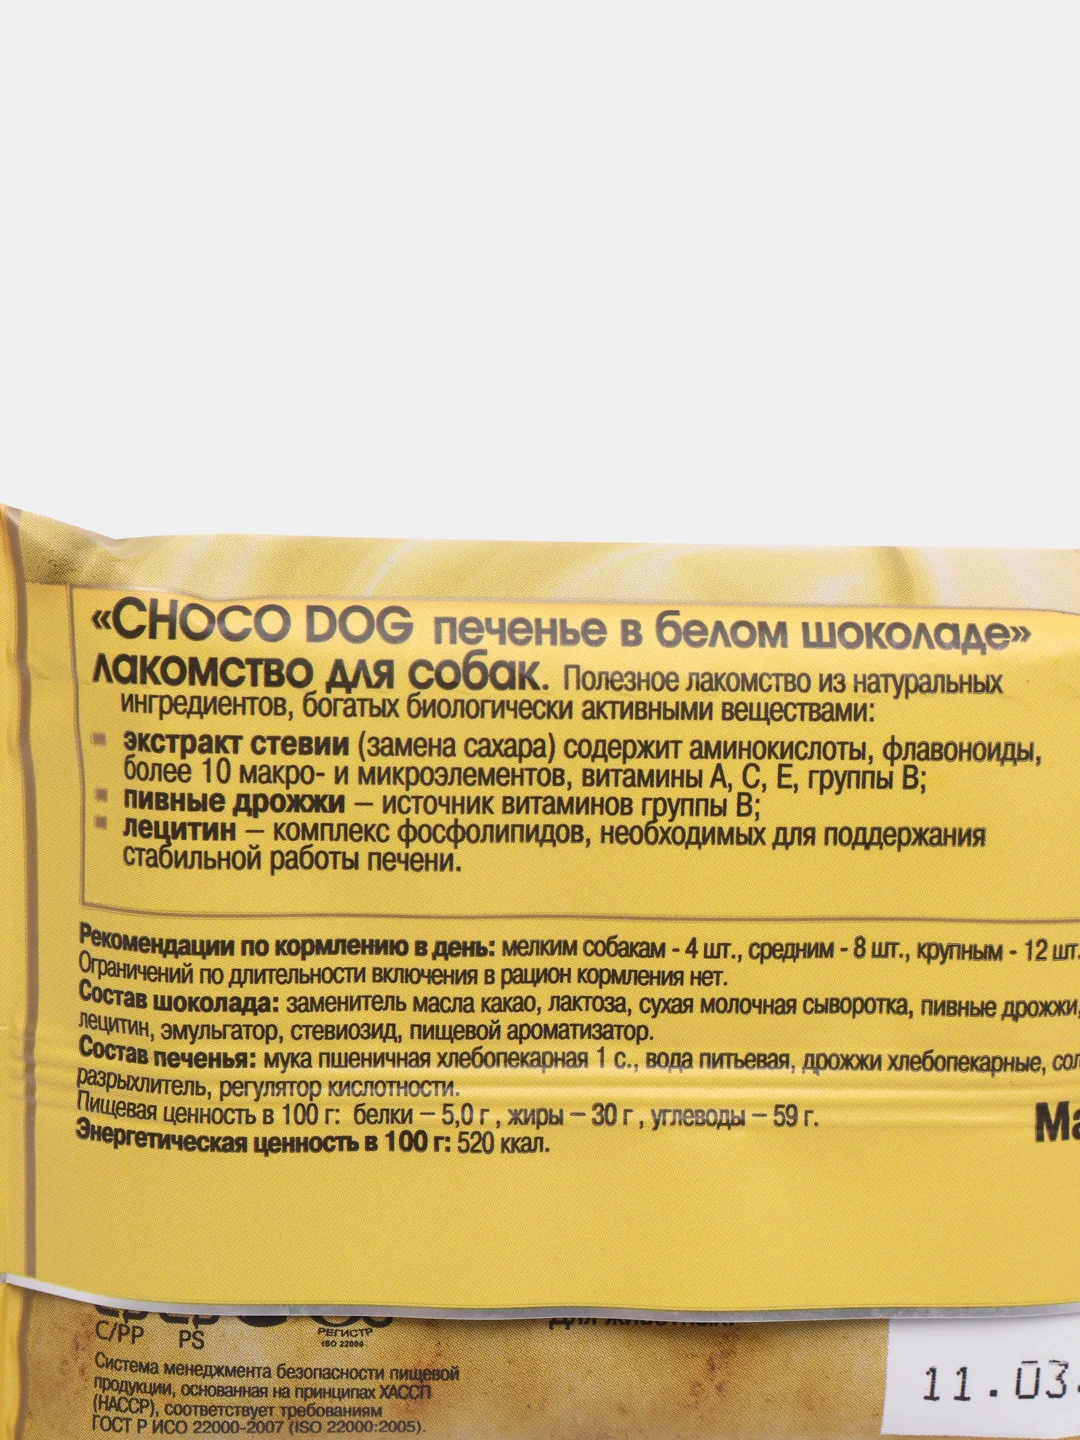 «CHOCO DOG печенье в белом шоколаде»
лакомство для собак. Полезное лакомство из натуральных
ингредиентов, богатых биологически активными веществами:
экстракт стевии (замена сахара) содержит аминокислоты, флавоноиды,
более 10 макро- и микроэлементов, витамины А, С, Е, группы В;
пивные дрожжи – источник витаминов группы В;
лецитин – комплекс фосфолипидов, необходимых для поддержания
стабильной работы печени.
Рекомендации по кормлению в день: мелким собакам - 4 шт., средним - 8 шт., крупным - 12 шт.
Ограничений по длительности включения в рацион кормления нет.
Состав шоколада: заменитель масла какао, лактоза, сухая молочная сыворотка, пивные дрожжи,
лецитин, эмульгатор, стевиозид, пищевой ароматизатор.
Состав печенья: мука пшеничная хлебопекарная 1 с., вода питьевая, дрожжи хлебопекарные,
разрыхлитель, регулятор кислотности.
Пищевая ценность в 100 г: белки – 5,0 г , жиры – 30 г , углеводы – 59 г.
Энергетическая ценность в 100 г: 520 ккал.
C/PP PS
РЕГИСТР
ISO 22000
Система менеджмента безопасности пищевой
продукции, основанная на принципах ХАССП
(НАССР), соответствует требованиям
ГОСТ Р ИСО 22000-2007 (ISO 22000:2005).
11.03.